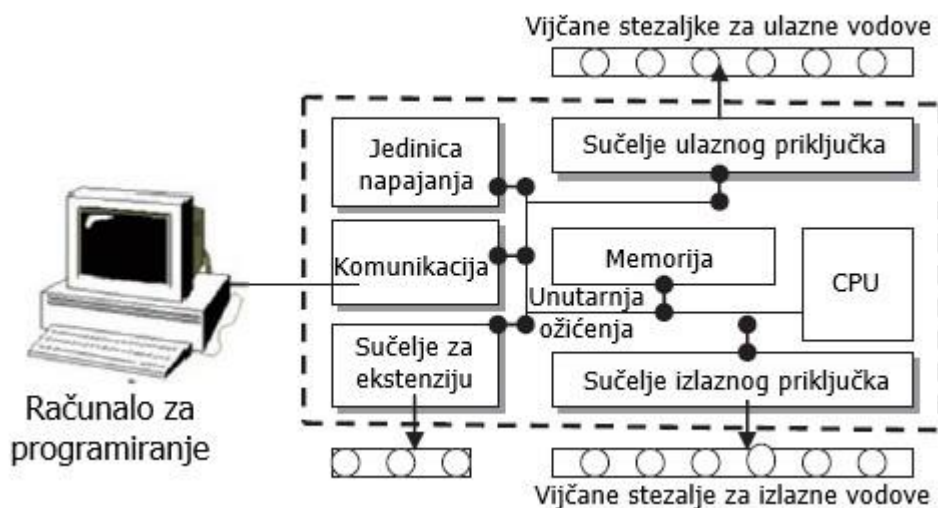 Vijčane stezaljke za ulazne vodove
Jedinica
napajanja
Sučelje ulaznog priključka
Komunikacija
Memorija
CPU
Unutarnja
ožićenja
Sučelje za
ekstenziju
Sučelje izlaznog priključka
Računalo za
programiranje
Vijčane stezalje za izlazne vodove